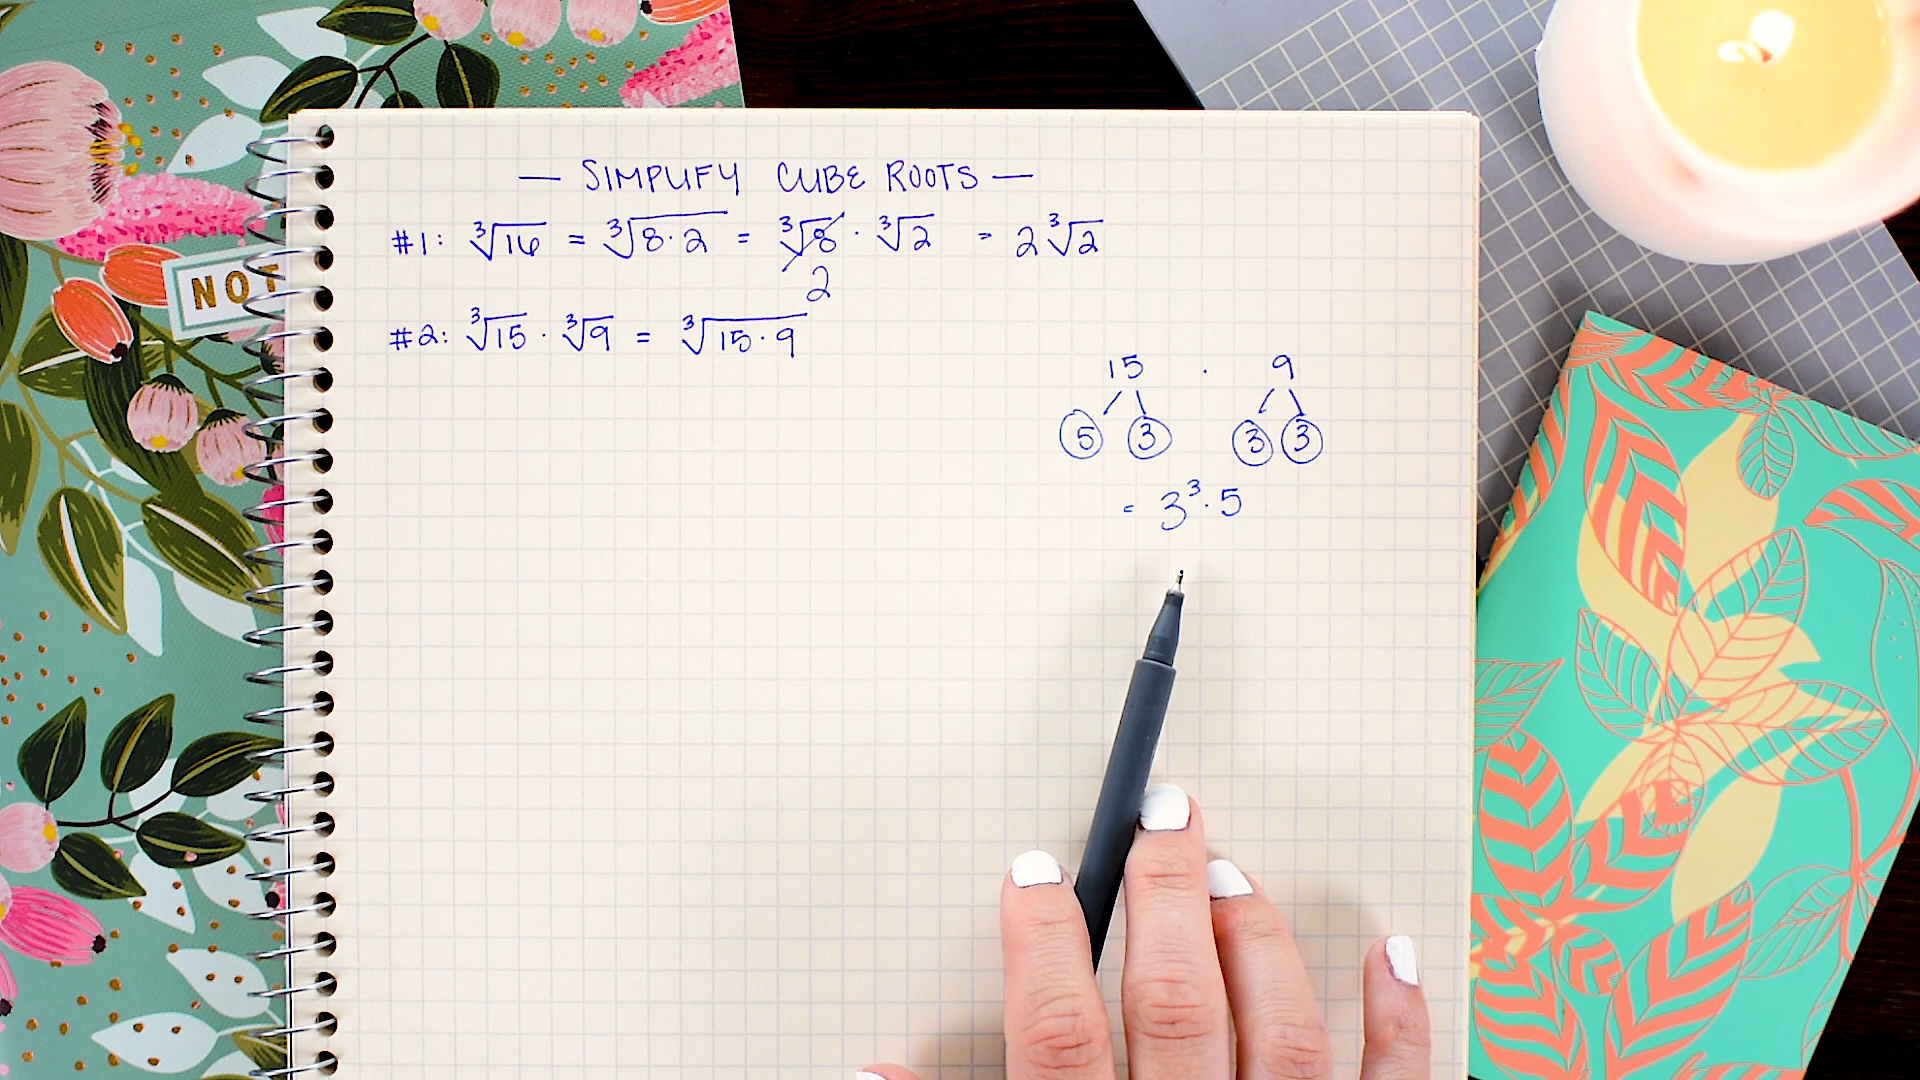 — SIMPLIFY CUBE ROOTS —
#1: ∛16 = ∛8·2 = ∛8 · ∛2 = 2∛2
2
NOT
#2: ∛15 · ∛9 = ∛15·9
15 · 9
5 3 3 3
= 3³·5